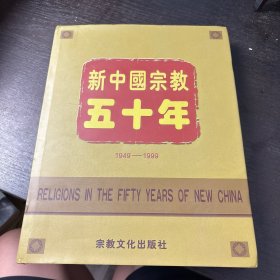 新中國宗教
五十年
1949—1999
RELIGIONS IN THE FIFTY YEARS OF NEW CHINA
宗教文化出版社